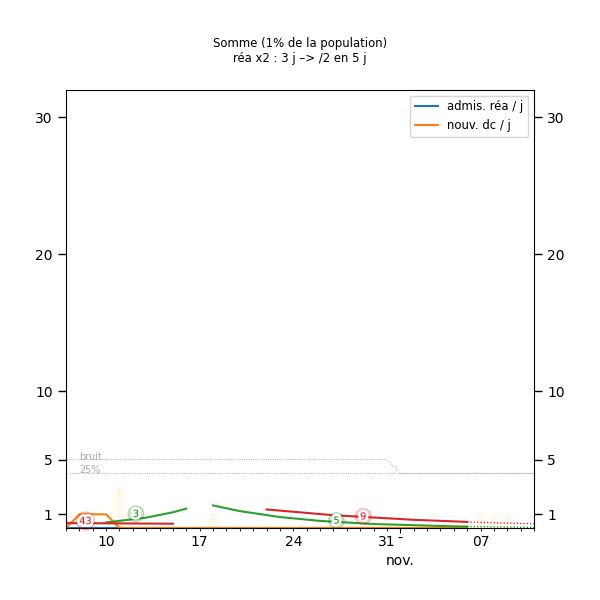 Somme (1% de la population)
réa x2 : 3 j –> /2 en 5 j
admis. réa / j
nouv. dc / j
30 30
20 20
10 10
bruit
5 5
25%
1 43 3 5 9 1
10 17 24 31 07
nov.